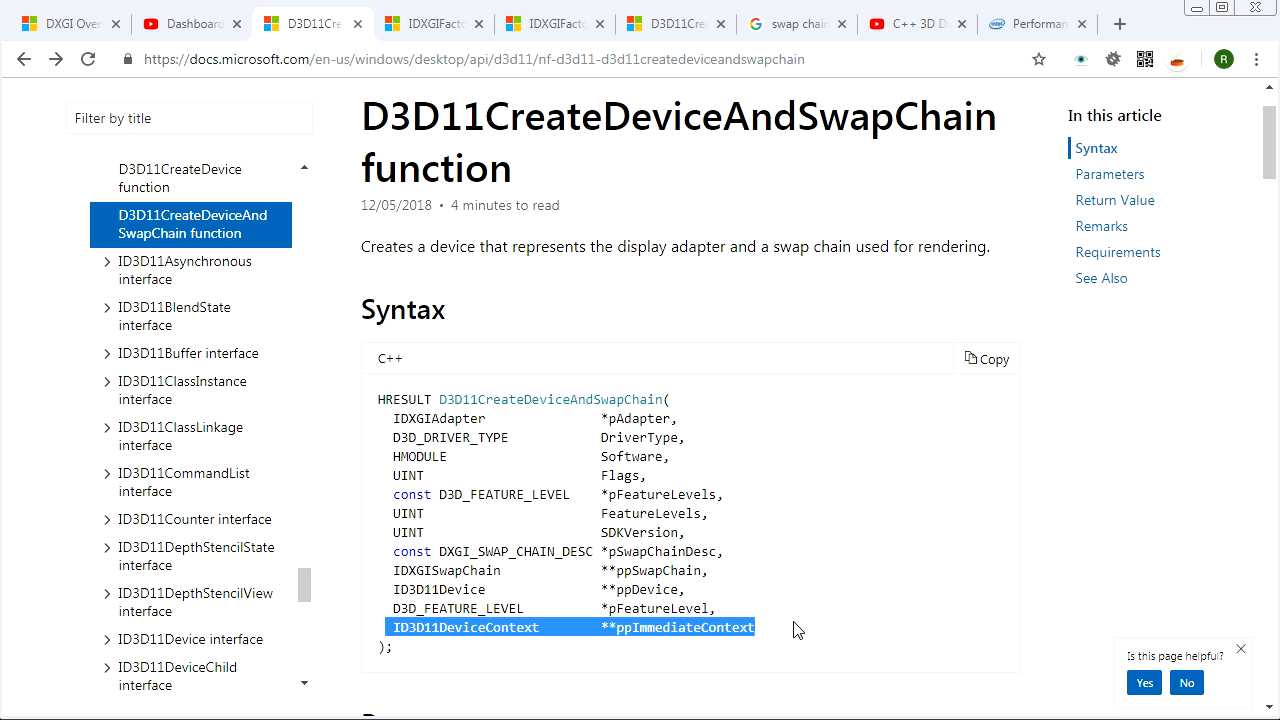 DXGI Over
Dashboard
D3D11Cre
IDXGIFacto
IDXGIFacto
D3D11Crea
swap chain
C++ 3D D
Performan
https://docs.microsoft.com/en-us/windows/desktop/api/d3d11/nf-d3d11-d3d11createdeviceandswapchain
R
Filter by title
D3D11CreateDevice
function
D3D11CreateDeviceAnd
SwapChain function
ID3D11Asynchronous
interface
ID3D11BlendState
interface
ID3D11Buffer interface
ID3D11ClassInstance
interface
ID3D11ClassLinkage
interface
ID3D11CommandList
interface
ID3D11Counter interface
ID3D11DepthStencilState
interface
ID3D11DepthStencilView
interface
ID3D11Device interface
ID3D11DeviceChild
interface
D3D11CreateDeviceAndSwapChain
function
12/05/2018 • 4 minutes to read
Creates a device that represents the display adapter and a swap chain used for rendering.
Syntax
C++
Copy
HRESULT D3D11CreateDeviceAndSwapChain(
IDXGIAdapter *pAdapter,
D3D_DRIVER_TYPE DriverType,
HMODULE Software,
UINT Flags,
const D3D_FEATURE_LEVEL *pFeatureLevels,
UINT FeatureLevels,
UINT SDKVersion,
const DXGI_SWAP_CHAIN_DESC *pSwapChainDesc,
IDXGISwapChain **ppSwapChain,
ID3D11Device **ppDevice,
D3D_FEATURE_LEVEL *pFeatureLevel,
ID3D11DeviceContext **ppImmediateContext
);
In this article
Syntax
Parameters
Return Value
Remarks
Requirements
See Also
Is this page helpful?
Yes
No